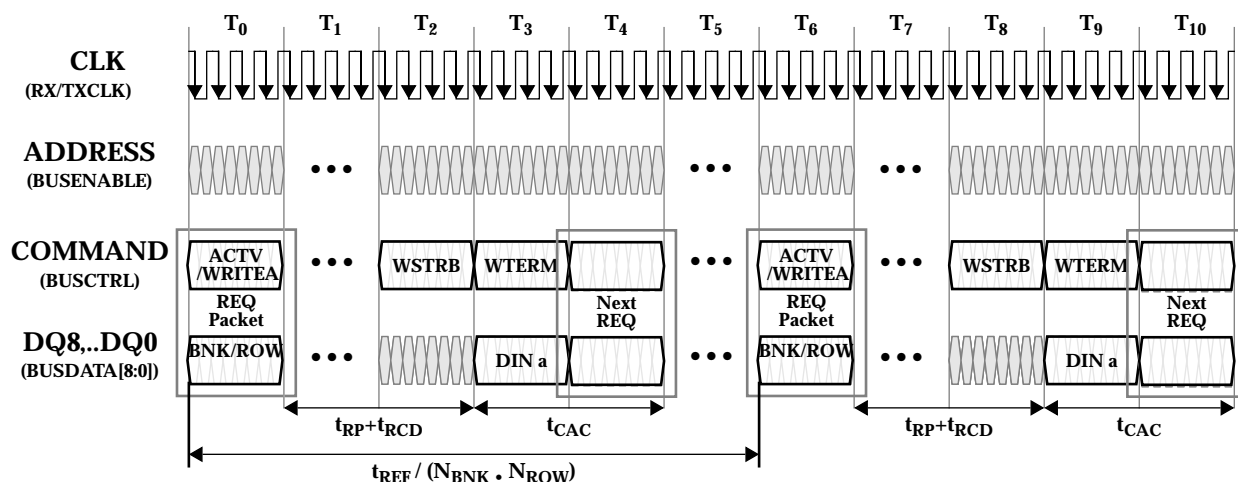 T0 T1 T2 T3 T4 T5 T6 T7 T8 T9 T10
CLK
(RX/TXCLK)
ADDRESS
(BUSENABLE)
••• ••• •••
COMMAND
(BUSCTRL)
ACTV
/WRITEA
•••
WSTRB
WTERM
•••
ACTV
/WRITEA
•••
WSTRB
WTERM
REQ
Packet
Next
REQ
REQ
Packet
Next
REQ
DQ8,..DQ0
(BUSDATA[8:0])
BNK/ROW
•••
DIN a
•••
BNK/ROW
•••
DIN a
tRP+tRCD
tCAC
tRP+tRCD
tCAC
tREF / (NBNK . NROW)